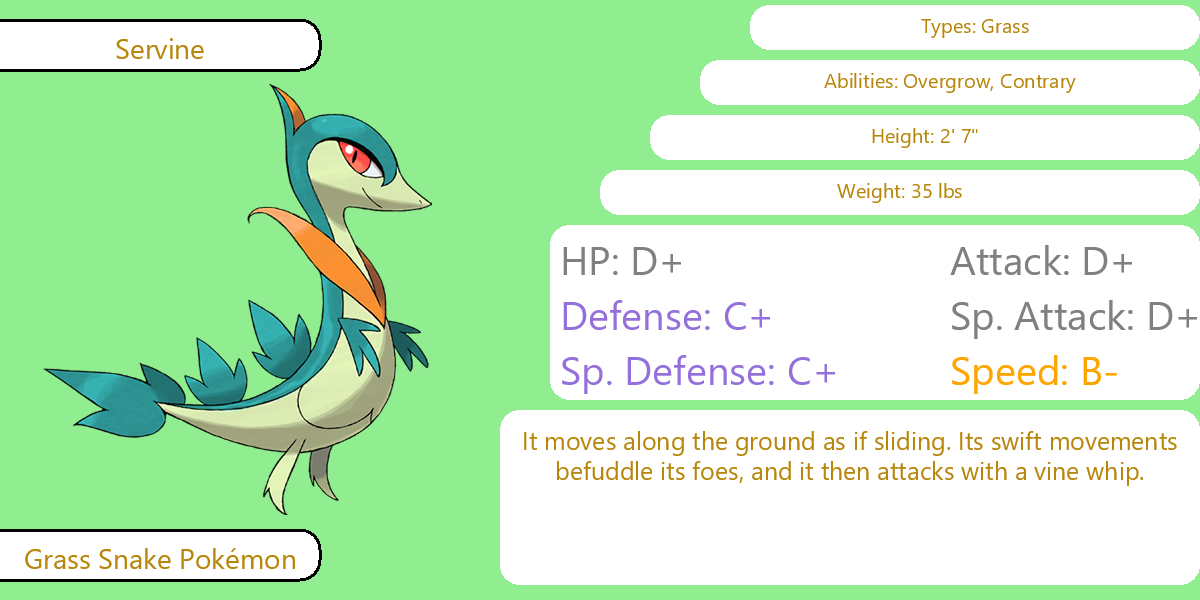 Servine
Types: Grass
Abilities: Overgrow, Contrary
Height: 2' 7"
Weight: 35 lbs
HP: D+
Attack: D+
Defense: C+
Sp. Attack: D+
Sp. Defense: C+
Speed: B-
It moves along the ground as if sliding. Its swift movements
befuddle its foes, and it then attacks with a vine whip.
Grass Snake Pokémon